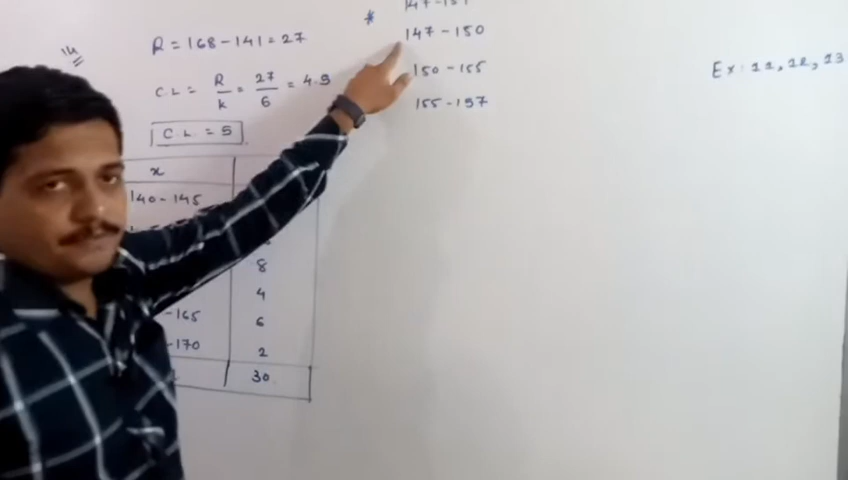 14
R = 168 - 141 = 27
C.L = R/k = 27/6 = 4.9
C.L. = 5
x
140 - 145
8
4
-165 6
-170 2
30
*
147 - 151
147 - 150
150 - 155
155 - 157
Ex: 11, 12, 13